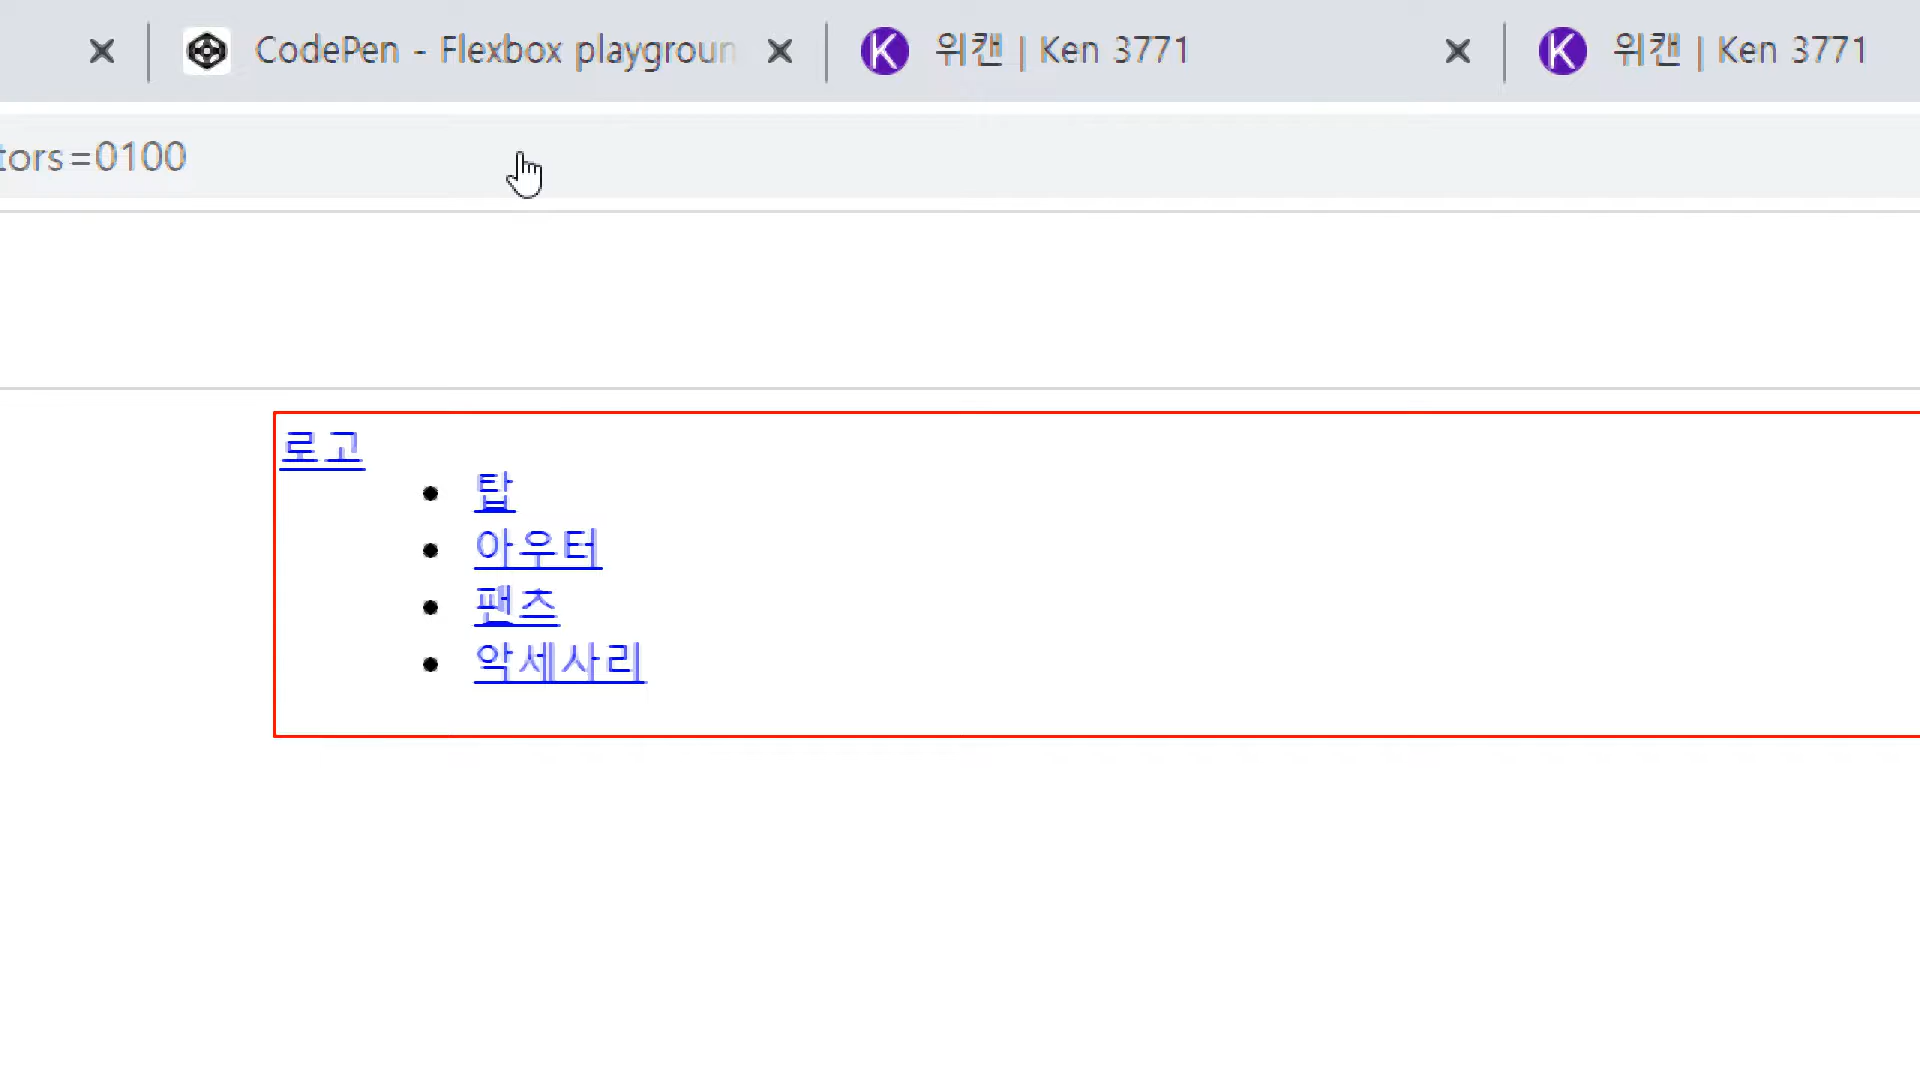 CodePen - Flexbox playgroun
위캔 | Ken 3771
위캔 | Ken 3771
tors=0100
로고
탑
아우터
팬츠
악세사리